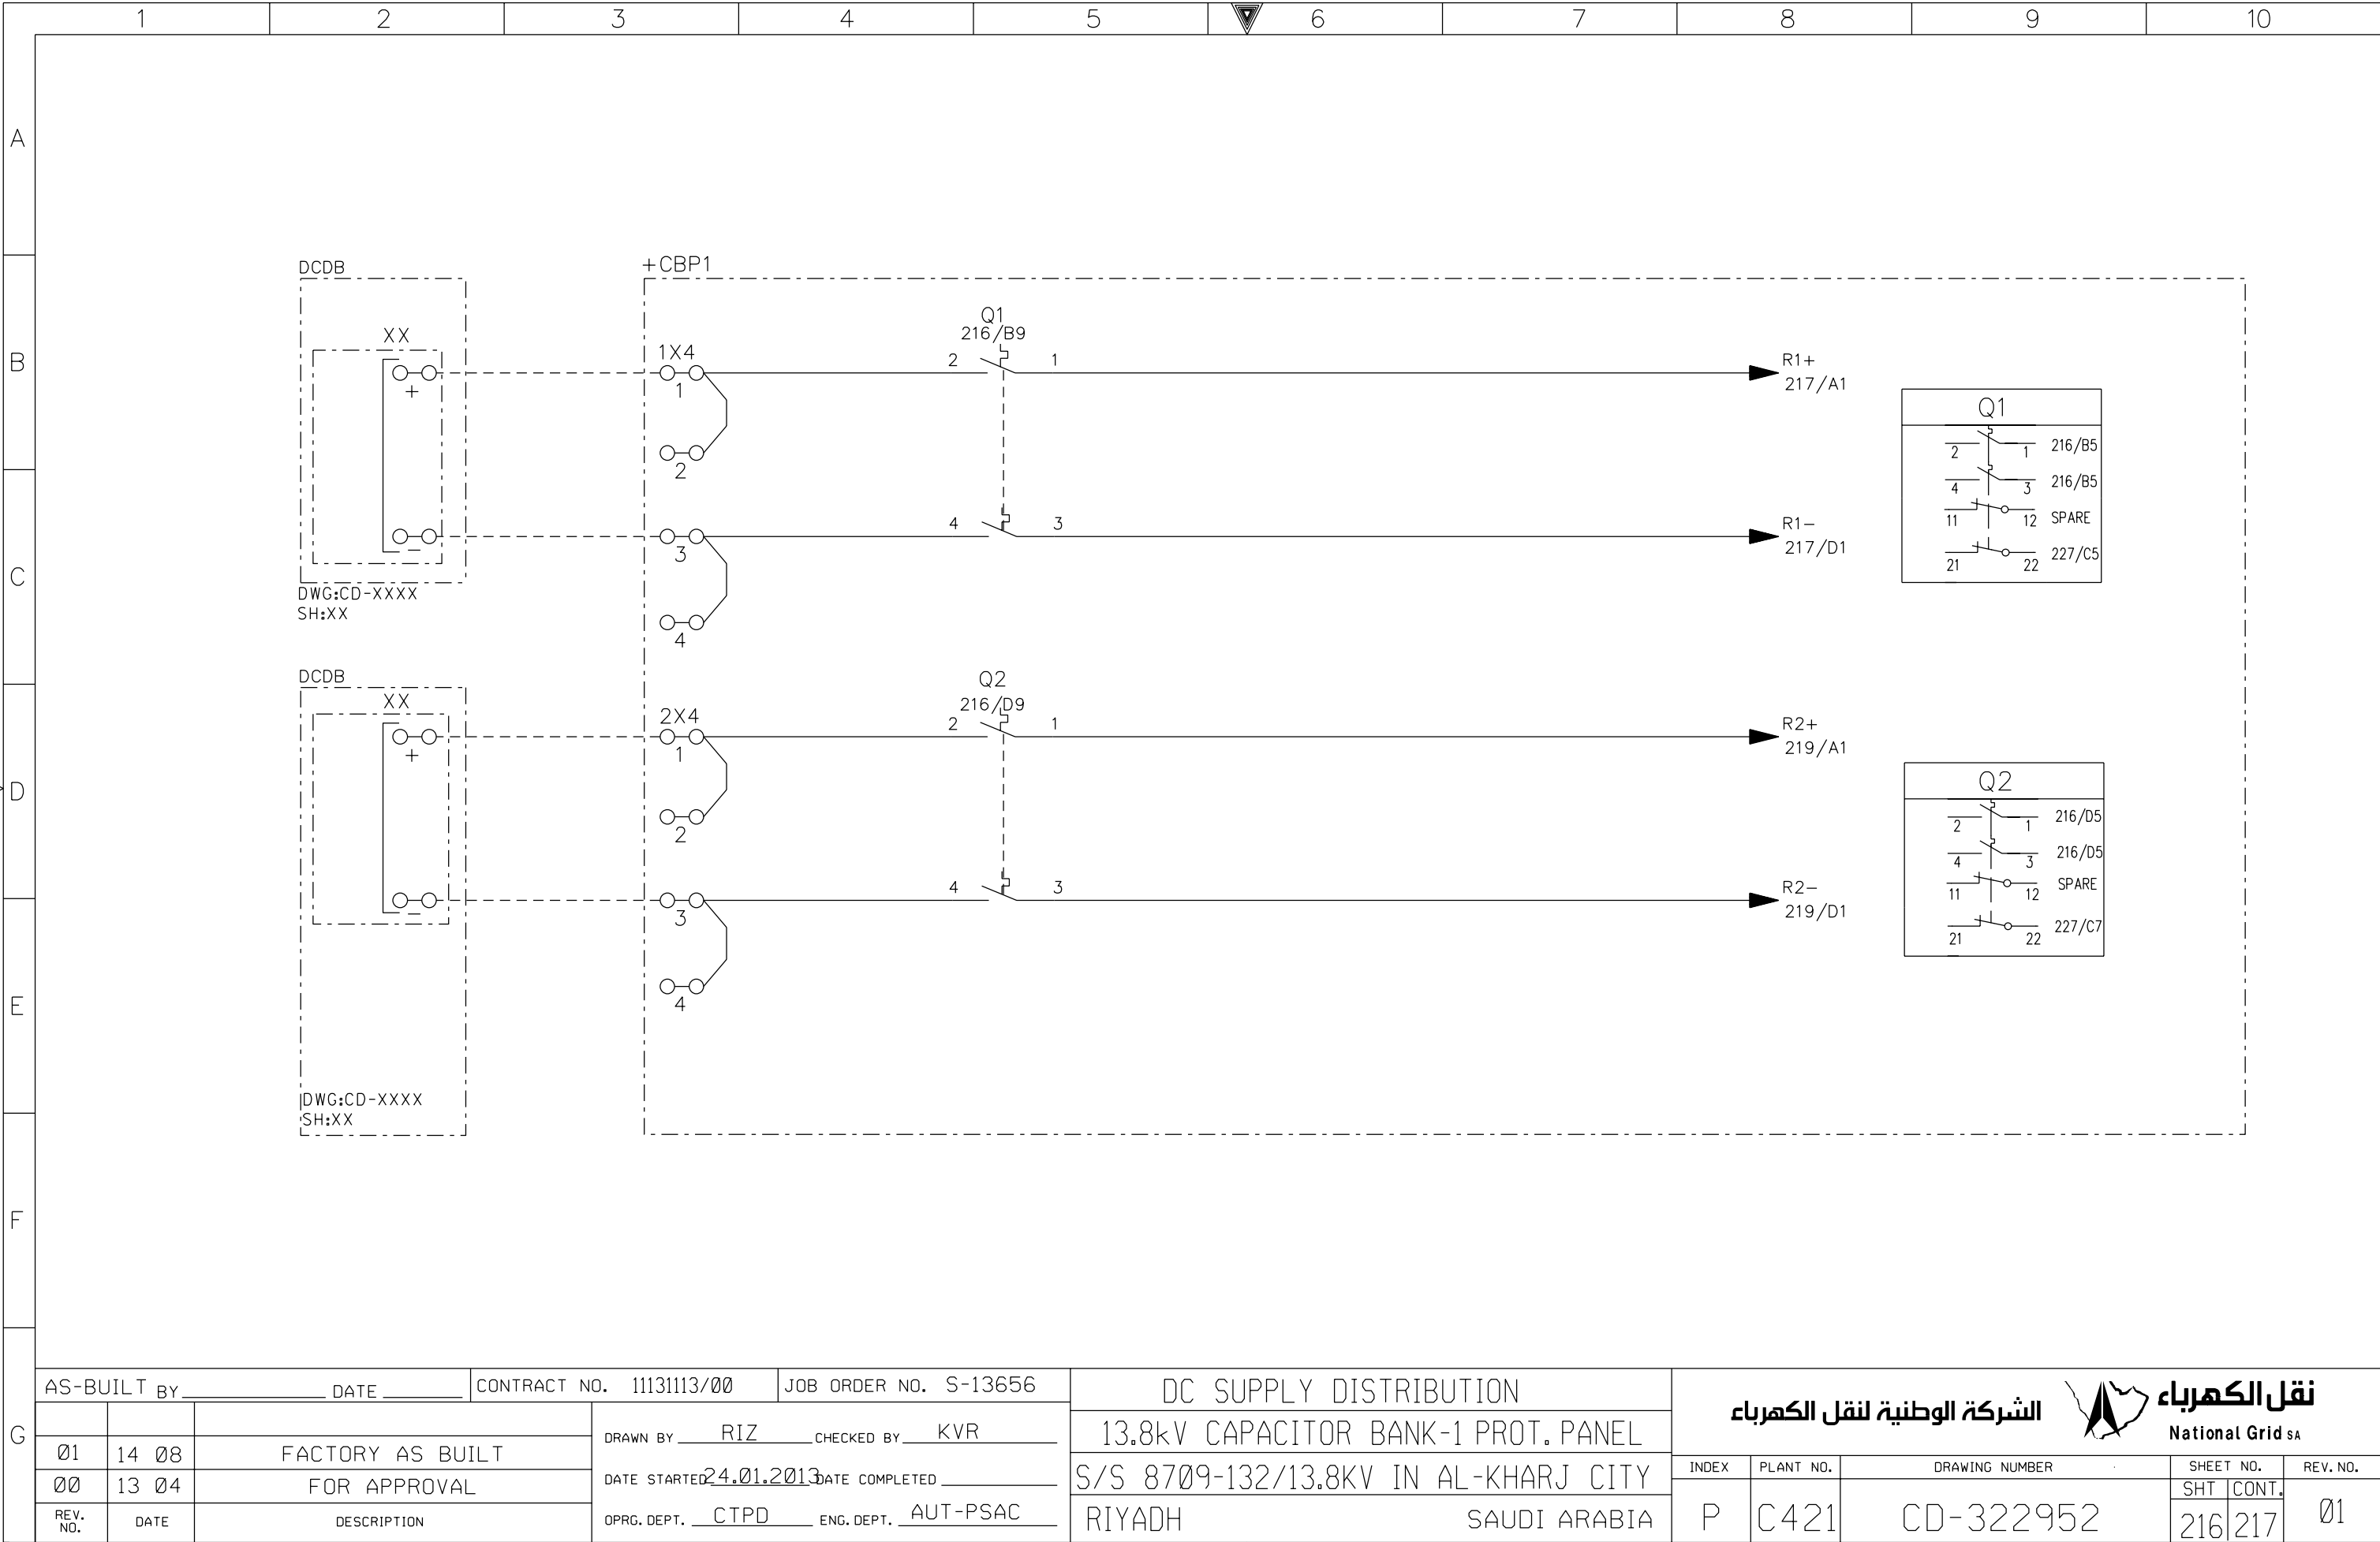 1 2 3 4 5 6 7 8 9 10
A
B
C
D
E
F
G
DCDB
XX
+
−
DWG:CD-XXXX
SH:XX
+CBP1
1X4
1
2
3
4
Q1
216/B9
2 1
4 3
R1+
217/A1
R1−
217/D1
Q1
2 1 216/B5
4 3 216/B5
11 12 SPARE
21 22 227/C5
DCDB
XX
+
−
DWG:CD-XXXX
SH:XX
2X4
1
2
3
4
Q2
216/D9
2 1
4 3
R2+
219/A1
R2−
219/D1
Q2
2 1 216/D5
4 3 216/D5
11 12 SPARE
21 22 227/C7
AS-BUILT BY DATE
CONTRACT NO. 11131113/00
JOB ORDER NO. S-13656
01 14 08 FACTORY AS BUILT
00 13 04 FOR APPROVAL
REV. NO. DATE DESCRIPTION
DRAWN BY RIZ CHECKED BY KVR
DATE STARTED 24.01.2013 DATE COMPLETED
OPRG. DEPT. CTPD ENG. DEPT. AUT-PSAC
DC SUPPLY DISTRIBUTION
13.8kV CAPACITOR BANK-1 PROT. PANEL
S/S 8709-132/13.8KV IN AL-KHARJ CITY
RIYADH SAUDI ARABIA
الشركة الوطنية لنقل الكهرباء
نقل الكهرباء
National Grid SA
INDEX PLANT NO. DRAWING NUMBER SHEET NO. REV. NO.
SHT CONT.
P C421 CD-322952 216 217 01